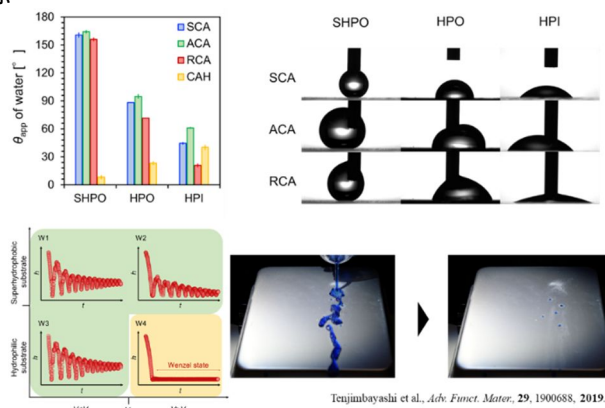 180
150
120
90
60
30
0
θapp of water [°]
SCA
ACA
RCA
CAH
SHPO HPO HPI
SHPO HPO HPI
SCA
ACA
RCA
Superhydrophobic
substrate
Hydrophilic
substrate
W1
h
t
W2
h
t
W3
h
t
W4
h
Wenzel state
t
Tenjimbayashi et al., Adv. Funct. Mater., 29, 1900688, 2019.